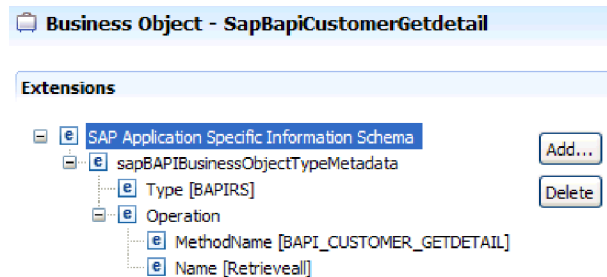 Business Object - SapBapiCustomerGetdetail
Extensions
e SAP Application Specific Information Schema
Add...
e sapBAPIBusinessObjectTypeMetadata
e Type [BAPIRS]
Delete
e Operation
e MethodName [BAPI_CUSTOMER_GETDETAIL]
e Name [Retrieveall]